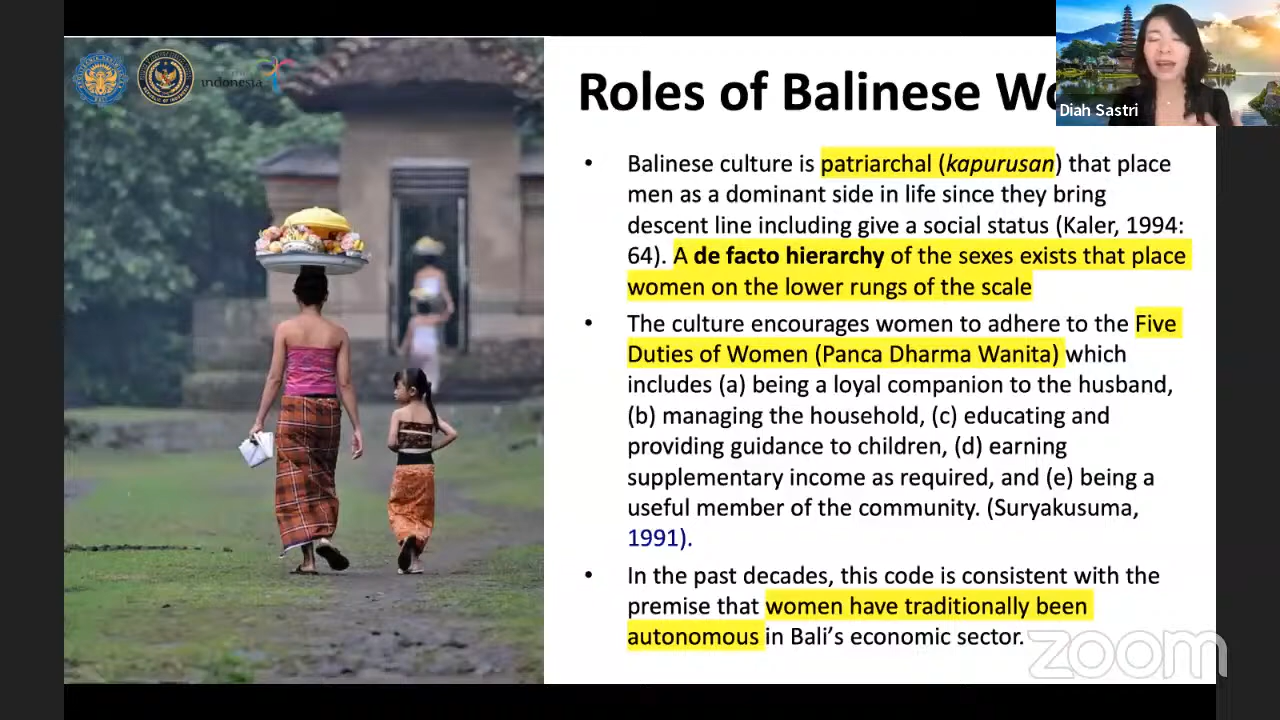 indonesia
Roles of Balinese Wo
Diah Sastri
• Balinese culture is patriarchal (kapurusan) that place
men as a dominant side in life since they bring
descent line including give a social status (Kaler, 1994:
64). A de facto hierarchy of the sexes exists that place
women on the lower rungs of the scale
• The culture encourages women to adhere to the Five
Duties of Women (Panca Dharma Wanita) which
includes (a) being a loyal companion to the husband,
(b) managing the household, (c) educating and
providing guidance to children, (d) earning
supplementary income as required, and (e) being a
useful member of the community. (Suryakusuma,
1991).
• In the past decades, this code is consistent with the
premise that women have traditionally been
autonomous in Bali’s economic sector.
zoom